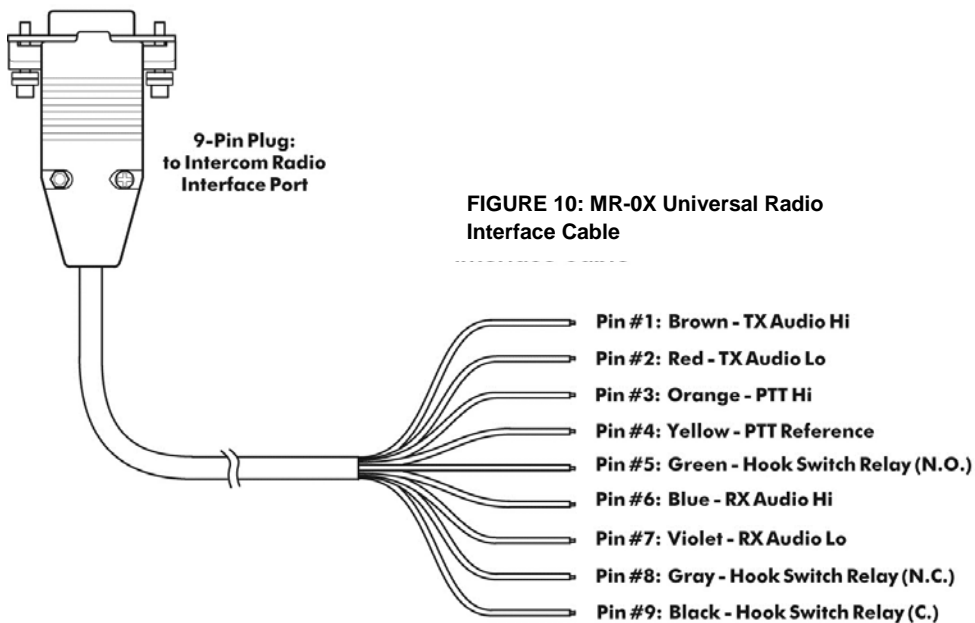 9-Pin Plug:
to Intercom Radio
Interface Port
FIGURE 10: MR-0X Universal Radio
Interface Cable
Pin #1: Brown - TX Audio Hi
Pin #2: Red - TX Audio Lo
Pin #3: Orange - PTT Hi
Pin #4: Yellow - PTT Reference
Pin #5: Green - Hook Switch Relay (N.O.)
Pin #6: Blue - RX Audio Hi
Pin #7: Violet - RX Audio Lo
Pin #8: Gray - Hook Switch Relay (N.C.)
Pin #9: Black - Hook Switch Relay (C.)